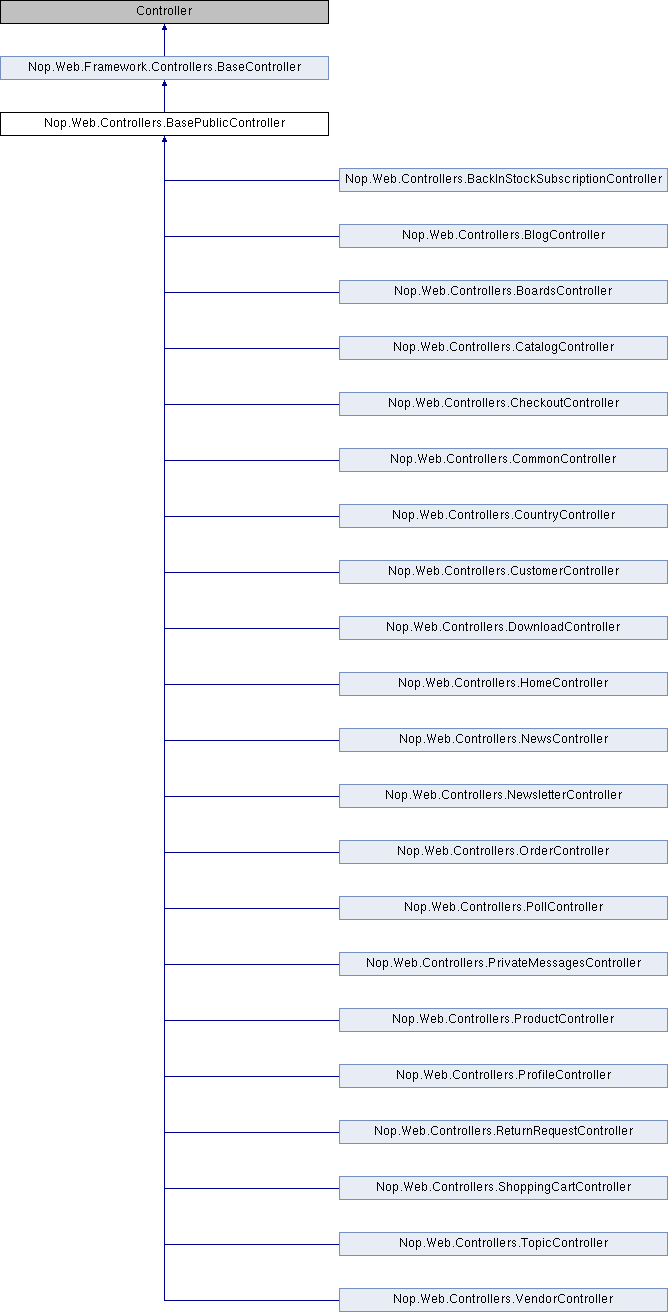 Controller
Nop.Web.Framework.Controllers.BaseController
Nop.Web.Controllers.BasePublicController
Nop.Web.Controllers.BackInStockSubscriptionController
Nop.Web.Controllers.BlogController
Nop.Web.Controllers.BoardsController
Nop.Web.Controllers.CatalogController
Nop.Web.Controllers.CheckoutController
Nop.Web.Controllers.CommonController
Nop.Web.Controllers.CountryController
Nop.Web.Controllers.CustomerController
Nop.Web.Controllers.DownloadController
Nop.Web.Controllers.HomeController
Nop.Web.Controllers.NewsController
Nop.Web.Controllers.NewsletterController
Nop.Web.Controllers.OrderController
Nop.Web.Controllers.PollController
Nop.Web.Controllers.PrivateMessagesController
Nop.Web.Controllers.ProductController
Nop.Web.Controllers.ProfileController
Nop.Web.Controllers.ReturnRequestController
Nop.Web.Controllers.ShoppingCartController
Nop.Web.Controllers.TopicController
Nop.Web.Controllers.VendorController